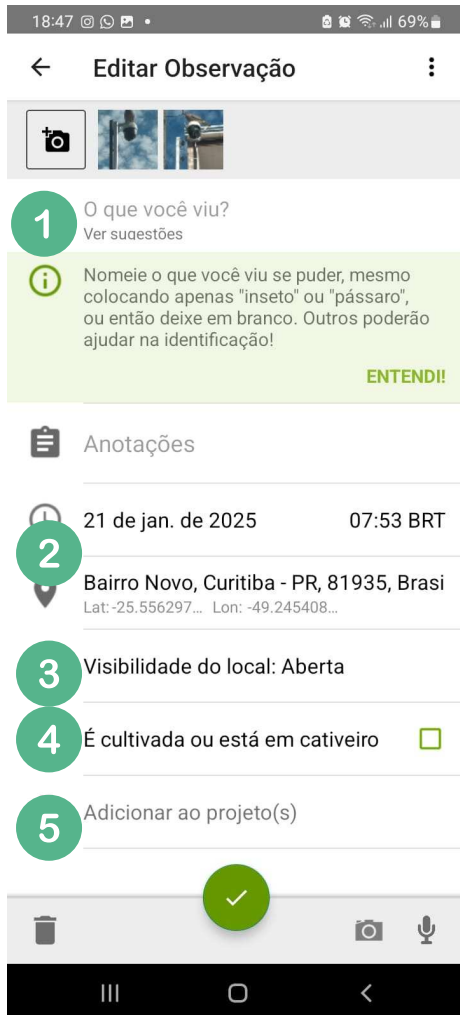 18:47 69%
Editar Observação
1 O que você viu?
Ver sugestões
Nomeie o que você viu se puder, mesmo
colocando apenas "inseto" ou "pássaro",
ou então deixe em branco. Outros poderão
ajudar na identificação!
ENTENDI!
Anotações
21 de jan. de 2025 07:53 BRT
2
Bairro Novo, Curitiba - PR, 81935, Brasi
Lat: -25.556297... Lon: -49.245408...
3 Visibilidade do local: Aberta
4 É cultivada ou está em cativeiro
5 Adicionar ao projeto(s)